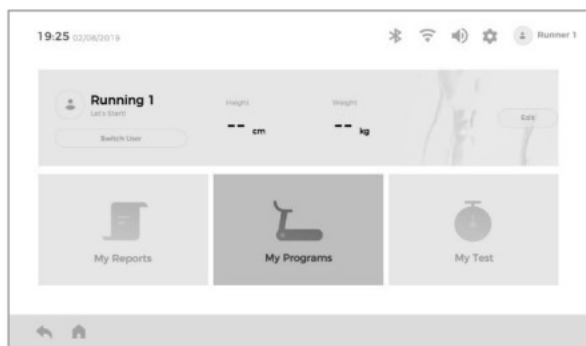 19:25 02/08/2019
Runner 1
Running 1
Let's Start!
Switch User
Height
-- cm
Weight
-- kg
Edit
My Reports
My Programs
My Test